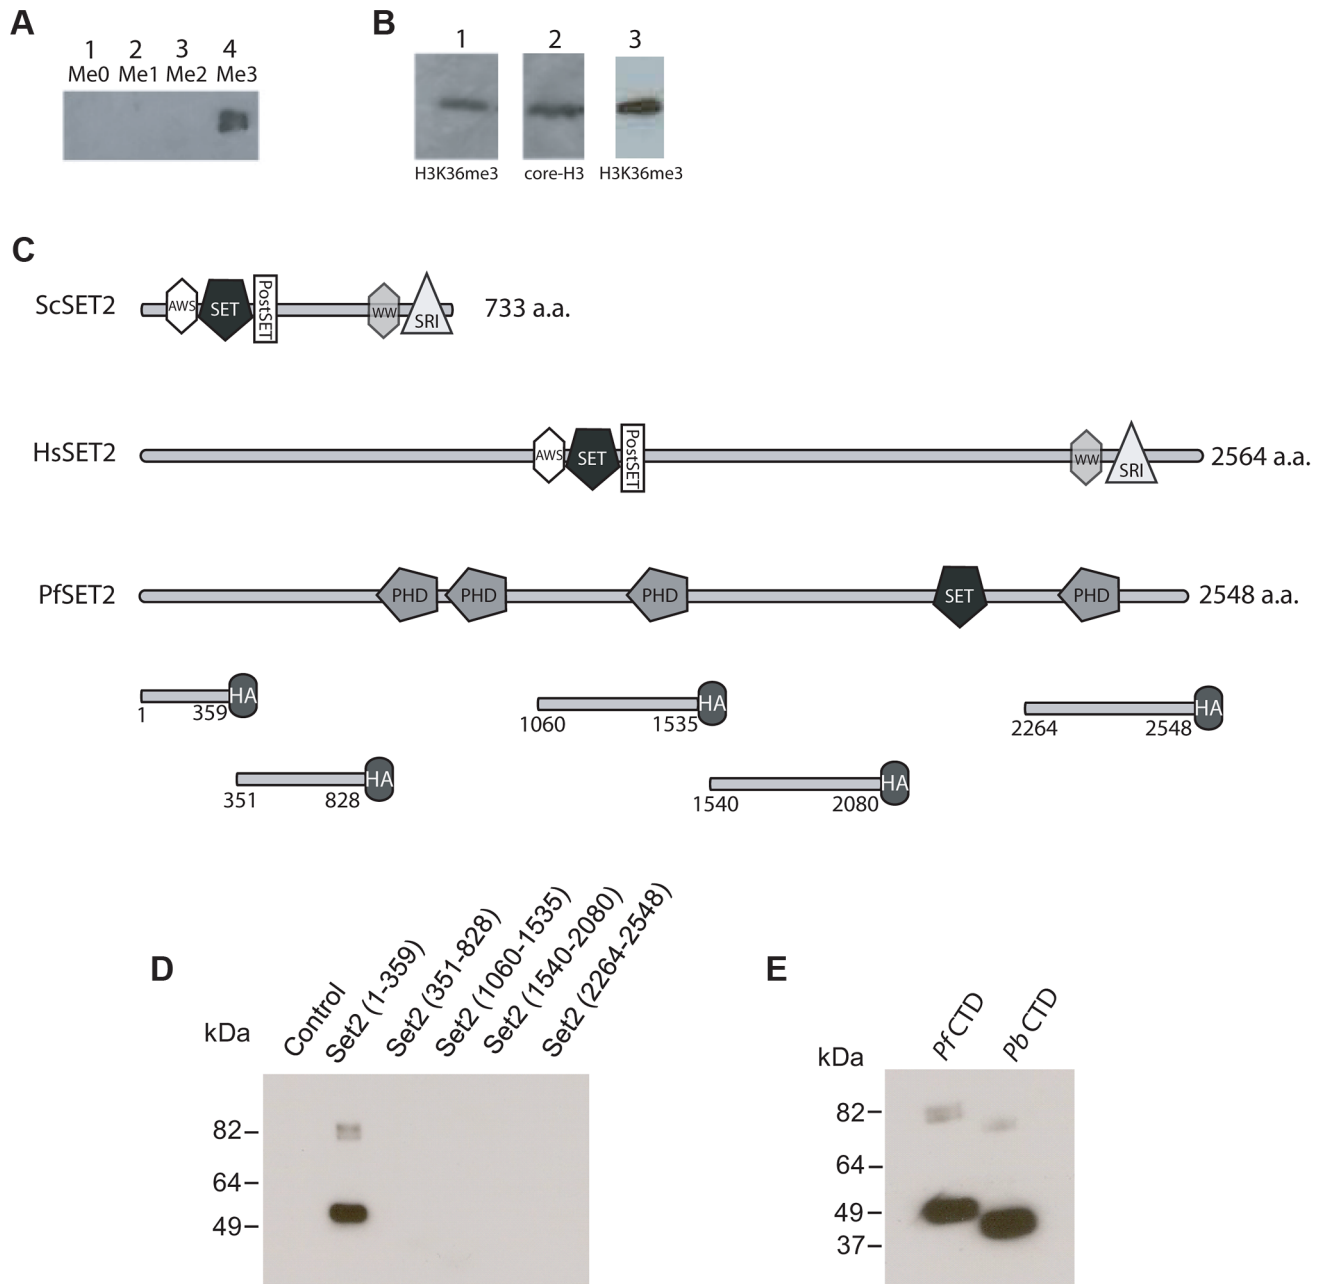 A
1 2 3 4
Me0 Me1 Me2 Me3
B
1 2 3
H3K36me3 core-H3 H3K36me3
C
ScSET2 AWS SET PostSET WW SRI 733 a.a.
HsSET2 AWS SET PostSET WW SRI 2564 a.a.
PfSET2 PHD PHD PHD SET PHD 2548 a.a.
HA HA HA
1 359 1060 1535 2264 2548
HA HA
351 828 1540 2080
D
kDa
Control
Set2 (1-359)
Set2 (351-828)
Set2 (1060-1535)
Set2 (1540-2080)
Set2 (2264-2548)
82
64
49
E
kDa
Pf CTD
Pb CTD
82
64
49
37